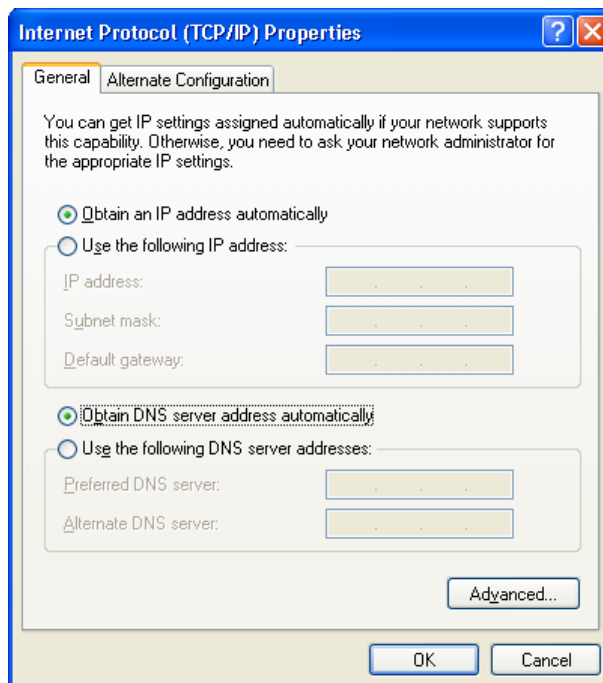 Internet Protocol (TCP/IP) Properties
General
Alternate Configuration
You can get IP settings assigned automatically if your network supports
this capability. Otherwise, you need to ask your network administrator for
the appropriate IP settings.
Obtain an IP address automatically
Use the following IP address:
IP address:
Subnet mask:
Default gateway:
Obtain DNS server address automatically
Use the following DNS server addresses:
Preferred DNS server:
Alternate DNS server:
Advanced...
OK
Cancel